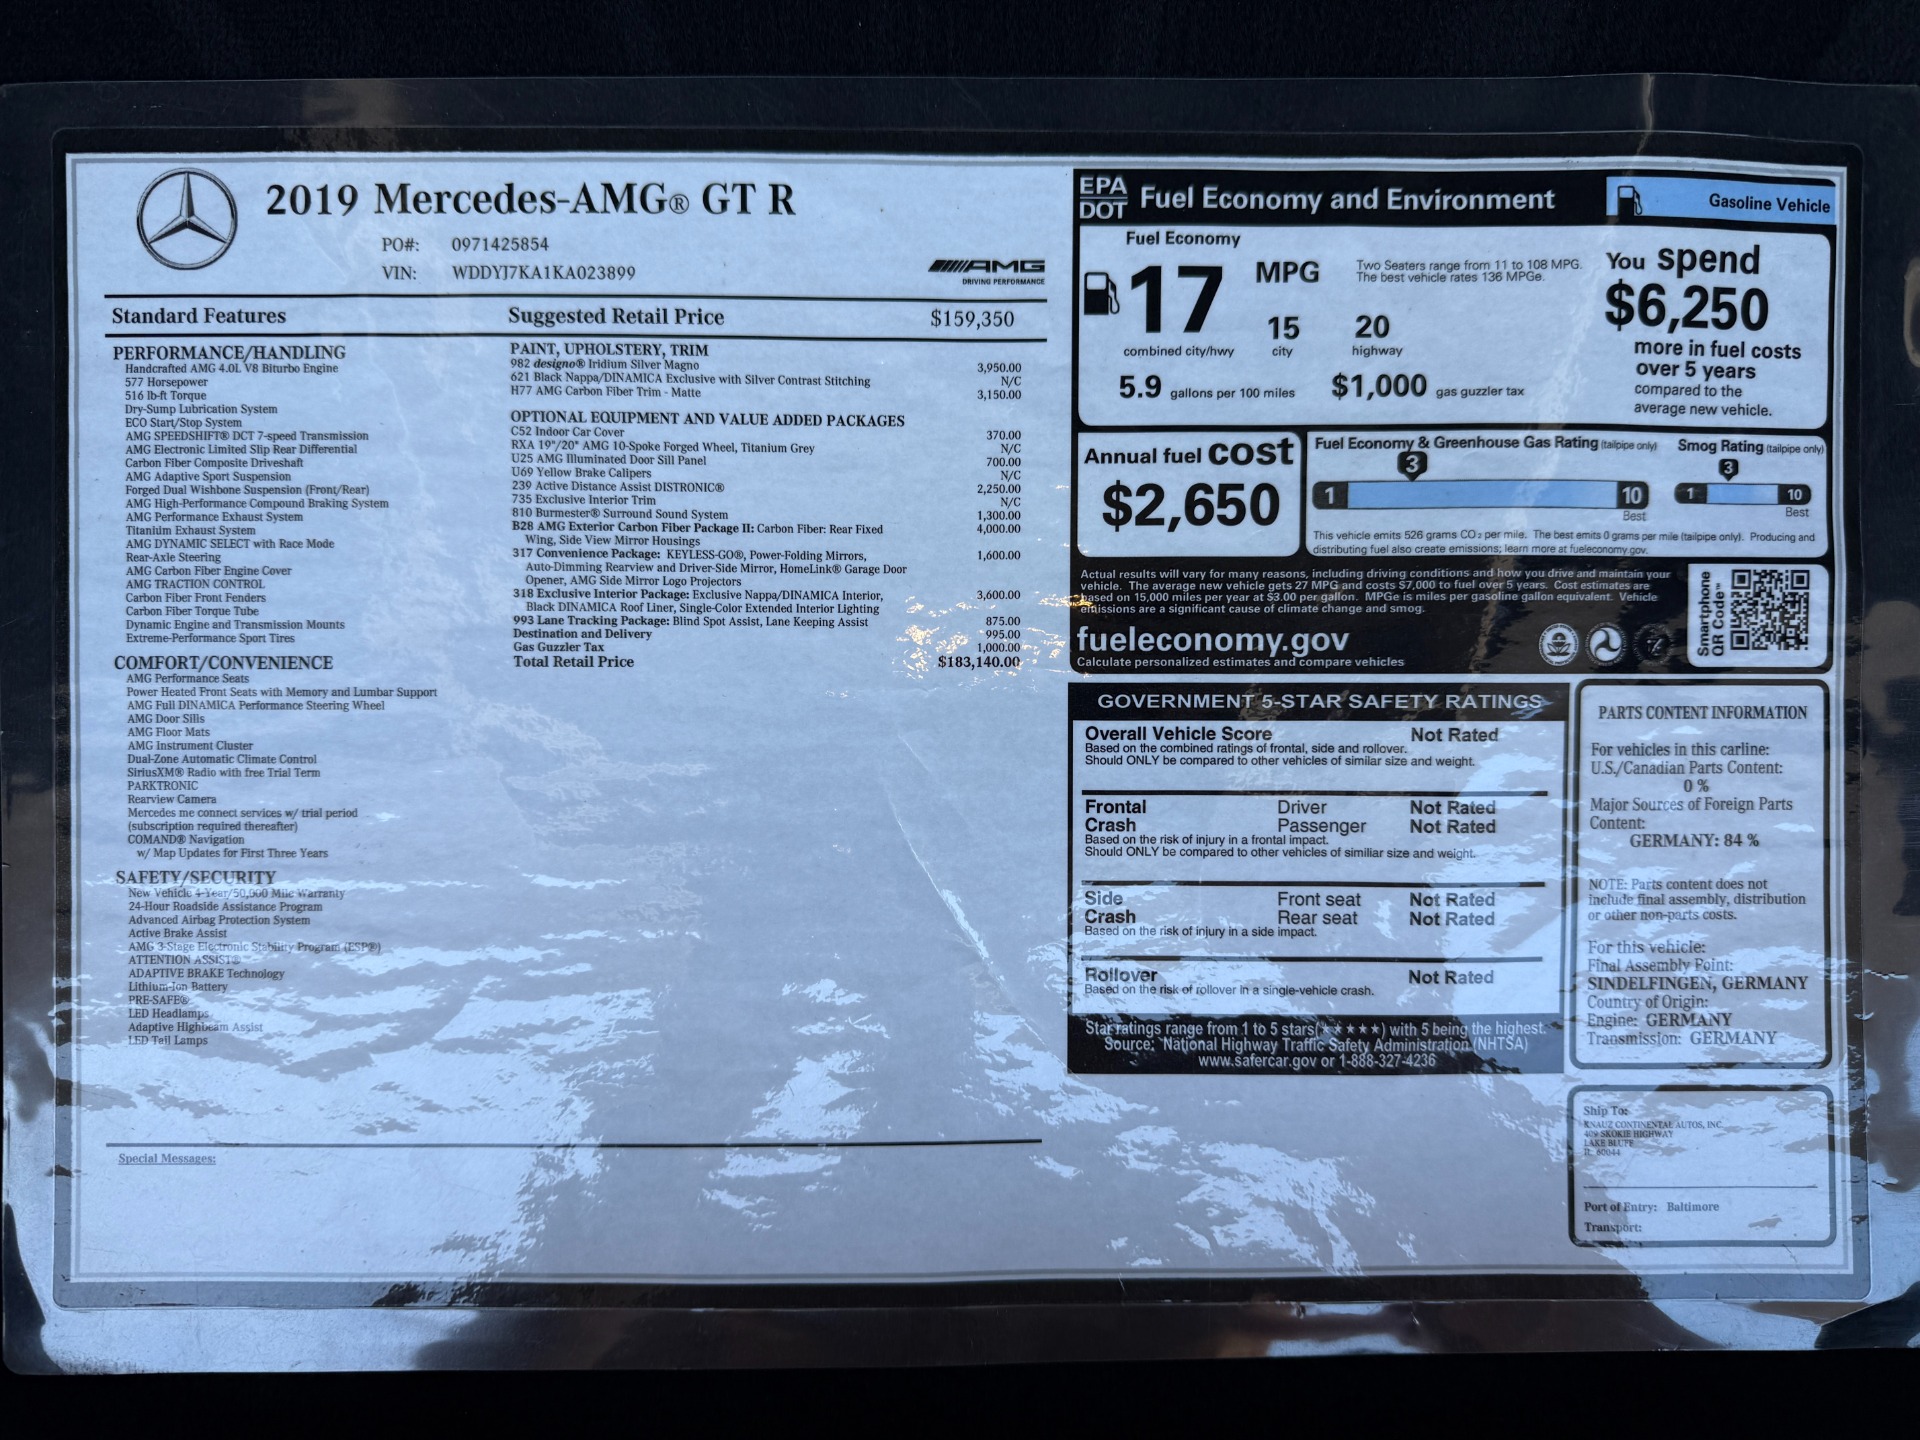 2019 Mercedes-AMG® GT R
PO#: 0971425854
VIN: WDDYJ7KA1KA023899
AMG
DRIVING PERFORMANCE
Standard Features
PERFORMANCE/HANDLING
Handcrafted AMG 4.0L V8 Biturbo Engine
577 Horsepower
516 lb-ft Torque
Dry-Sump Lubrication System
ECO Start/Stop System
AMG SPEEDSHIFT® DCT 7-speed Transmission
AMG Electronic Limited Slip Rear Differential
Carbon Fiber Composite Driveshaft
AMG Adaptive Sport Suspension
Forged Dual Wishbone Suspension (Front/Rear)
AMG High-Performance Compound Braking System
AMG Performance Exhaust System
Titanium Exhaust System
AMG DYNAMIC SELECT with Race Mode
Rear-Axle Steering
AMG Carbon Fiber Engine Cover
AMG TRACTION CONTROL
Carbon Fiber Front Fenders
Carbon Fiber Torque Tube
Dynamic Engine and Transmission Mounts
Extreme-Performance Sport Tires
COMFORT/CONVENIENCE
AMG Performance Seats
Power Heated Front Seats with Memory and Lumbar Support
AMG Full DINAMICA Performance Steering Wheel
AMG Door Sills
AMG Floor Mats
AMG Instrument Cluster
Dual-Zone Automatic Climate Control
SiriusXM® Radio with free Trial Term
PARKTRONIC
Rearview Camera
Mercedes me connect services w/ trial period
(subscription required thereafter)
COMAND® Navigation
w/ Map Updates for First Three Years
SAFETY/SECURITY
New Vehicle 4-Year/50,000 Mile Warranty
24-Hour Roadside Assistance Program
Advanced Airbag Protection System
Active Brake Assist
AMG 3-Stage Electronic Stability Program (ESP®)
ATTENTION ASSIST®
ADAPTIVE BRAKE Technology
Lithium-Ion Battery
PRE-SAFE®
LED Headlamps
Adaptive Highbeam Assist
LED Tail Lamps
Suggested Retail Price $159,350
PAINT, UPHOLSTERY, TRIM
982 designo® Iridium Silver Magno 3,950.00
621 Black Nappa/DINAMICA Exclusive with Silver Contrast Stitching N/C
H77 AMG Carbon Fiber Trim - Matte 3,150.00
OPTIONAL EQUIPMENT AND VALUE ADDED PACKAGES
C52 Indoor Car Cover 370.00
RXA 19"/20" AMG 10-Spoke Forged Wheel, Titanium Grey N/C
U25 AMG Illuminated Door Sill Panel 700.00
U69 Yellow Brake Calipers N/C
239 Active Distance Assist DISTRONIC® 2,250.00
735 Exclusive Interior Trim N/C
810 Burmester® Surround Sound System 1,300.00
B28 AMG Exterior Carbon Fiber Package II: Carbon Fiber: Rear Fixed 4,000.00
Wing, Side View Mirror Housings
317 Convenience Package: KEYLESS-GO®, Power-Folding Mirrors, 1,600.00
Auto-Dimming Rearview and Driver-Side Mirror, HomeLink® Garage Door
Opener, AMG Side Mirror Logo Projectors
318 Exclusive Interior Package: Exclusive Nappa/DINAMICA Interior, 3,600.00
Black DINAMICA Roof Liner, Single-Color Extended Interior Lighting
993 Lane Tracking Package: Blind Spot Assist, Lane Keeping Assist 875.00
Destination and Delivery 995.00
Gas Guzzler Tax 1,000.00
Total Retail Price $183,140.00
Special Messages:
EPA
DOT
Fuel Economy and Environment
Gasoline Vehicle
Fuel Economy
17 MPG
Two Seaters range from 11 to 108 MPG.
The best vehicle rates 136 MPGe.
15 20
combined city/hwy city highway
5.9 gallons per 100 miles $1,000 gas guzzler tax
You spend
$6,250
more in fuel costs
over 5 years
compared to the
average new vehicle.
Annual fuel cost
$2,650
Fuel Economy & Greenhouse Gas Rating (tailpipe only)
3
1 10
Best
Smog Rating (tailpipe only)
3
1 10
Best
This vehicle emits 526 grams CO2 per mile. The best emits 0 grams per mile (tailpipe only). Producing and
distributing fuel also create emissions; learn more at fueleconomy.gov.
Actual results will vary for many reasons, including driving conditions and how you drive and maintain your
vehicle. The average new vehicle gets 27 MPG and costs $7,000 to fuel over 5 years. Cost estimates are
based on 15,000 miles per year at $3.00 per gallon. MPGe is miles per gasoline gallon equivalent. Vehicle
emissions are a significant cause of climate change and smog.
fueleconomy.gov
Calculate personalized estimates and compare vehicles
Smartphone
QR Code™
GOVERNMENT 5-STAR SAFETY RATINGS
Overall Vehicle Score Not Rated
Based on the combined ratings of frontal, side and rollover.
Should ONLY be compared to other vehicles of similar size and weight.
Frontal Driver Not Rated
Crash Passenger Not Rated
Based on the risk of injury in a frontal impact.
Should ONLY be compared to other vehicles of similiar size and weight.
Side Front seat Not Rated
Crash Rear seat Not Rated
Based on the risk of injury in a side impact.
Rollover Not Rated
Based on the risk of rollover in a single-vehicle crash.
Star ratings range from 1 to 5 stars(★★★★★) with 5 being the highest.
Source: National Highway Traffic Safety Administration (NHTSA)
www.safercar.gov or 1-888-327-4236
PARTS CONTENT INFORMATION
For vehicles in this carline:
U.S./Canadian Parts Content:
0 %
Major Sources of Foreign Parts
Content:
GERMANY: 84 %
NOTE: Parts content does not
include final assembly, distribution
or other non-parts costs.
For this vehicle:
Final Assembly Point:
SINDELFINGEN, GERMANY
Country of Origin:
Engine: GERMANY
Transmission: GERMANY
Ship To:
KNAUZ CONTINENTAL AUTOS, INC.
409 SKOKIE HIGHWAY
LAKE BLUFF
IL 60044
Port of Entry: Baltimore
Transport: